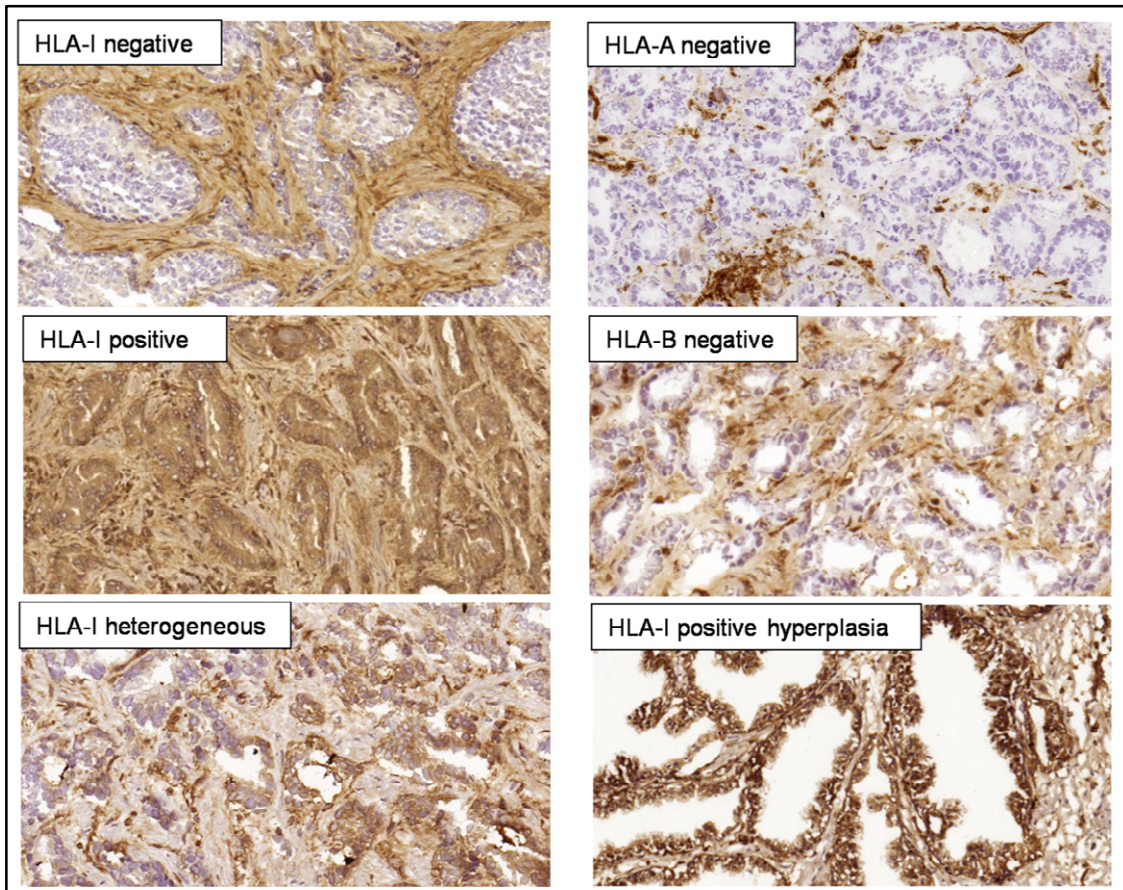 HLA-I negative
HLA-A negative
HLA-I positive
HLA-B negative
HLA-I heterogeneous
HLA-I positive hyperplasia